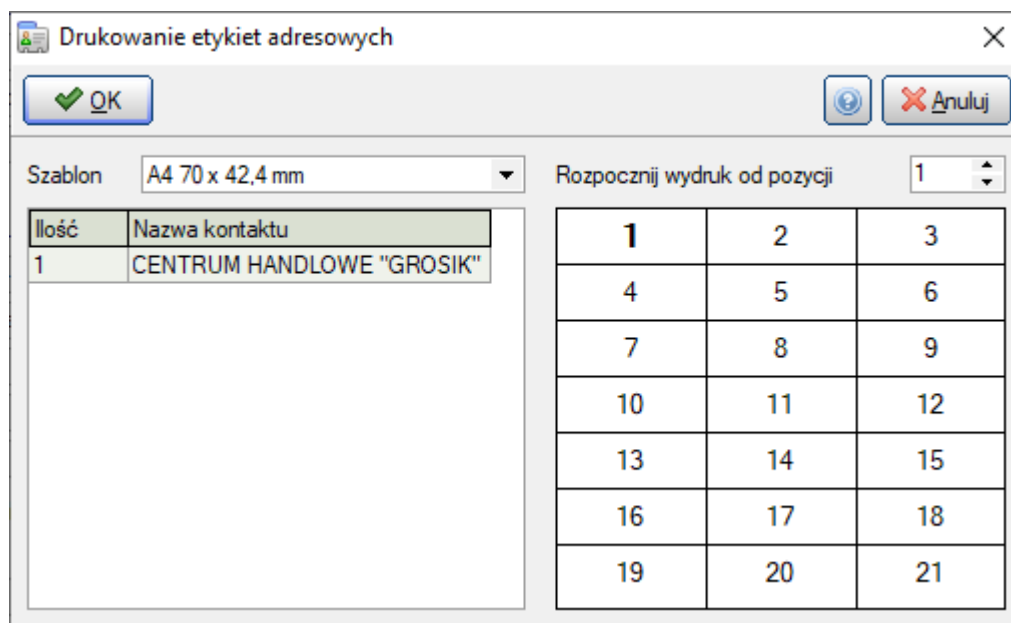 Drukowanie etykiet adresowych
OK
Anuluj
Szablon A4 70 x 42,4 mm
Rozpocznij wydruk od pozycji 1
Ilość Nazwa kontaktu
1 CENTRUM HANDLOWE "GROSIK"
1 2 3
4 5 6
7 8 9
10 11 12
13 14 15
16 17 18
19 20 21